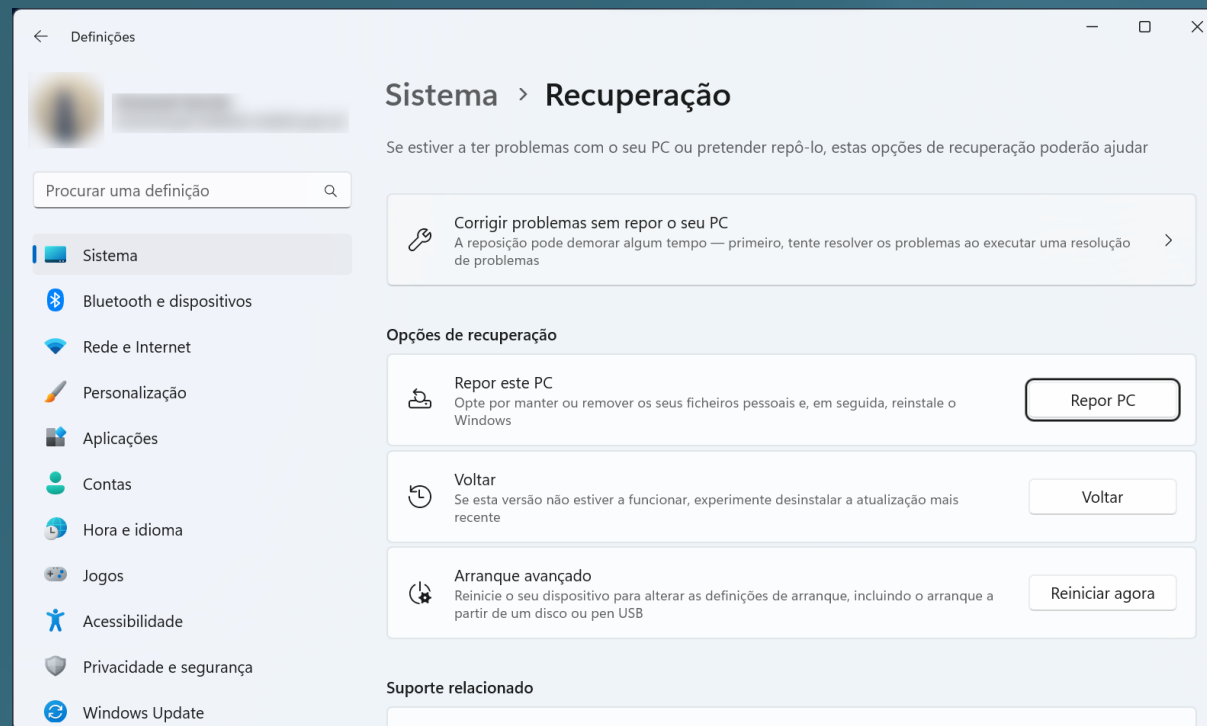 Definições
Sistema > Recuperação
Se estiver a ter problemas com o seu PC ou pretender repô-lo, estas opções de recuperação poderão ajudar
Procurar uma definição
Sistema
Bluetooth e dispositivos
Rede e Internet
Personalização
Aplicações
Contas
Hora e idioma
Jogos
Acessibilidade
Privacidade e segurança
Windows Update
Corrigir problemas sem repor o seu PC
A reposição pode demorar algum tempo — primeiro, tente resolver os problemas ao executar uma resolução
de problemas
Opções de recuperação
Repor este PC
Opte por manter ou remover os seus ficheiros pessoais e, em seguida, reinstale o
Windows
Repor PC
Voltar
Se esta versão não estiver a funcionar, experimente desinstalar a atualização mais
recente
Voltar
Arranque avançado
Reinicie o seu dispositivo para alterar as definições de arranque, incluindo o arranque a
partir de um disco ou pen USB
Reiniciar agora
Suporte relacionado